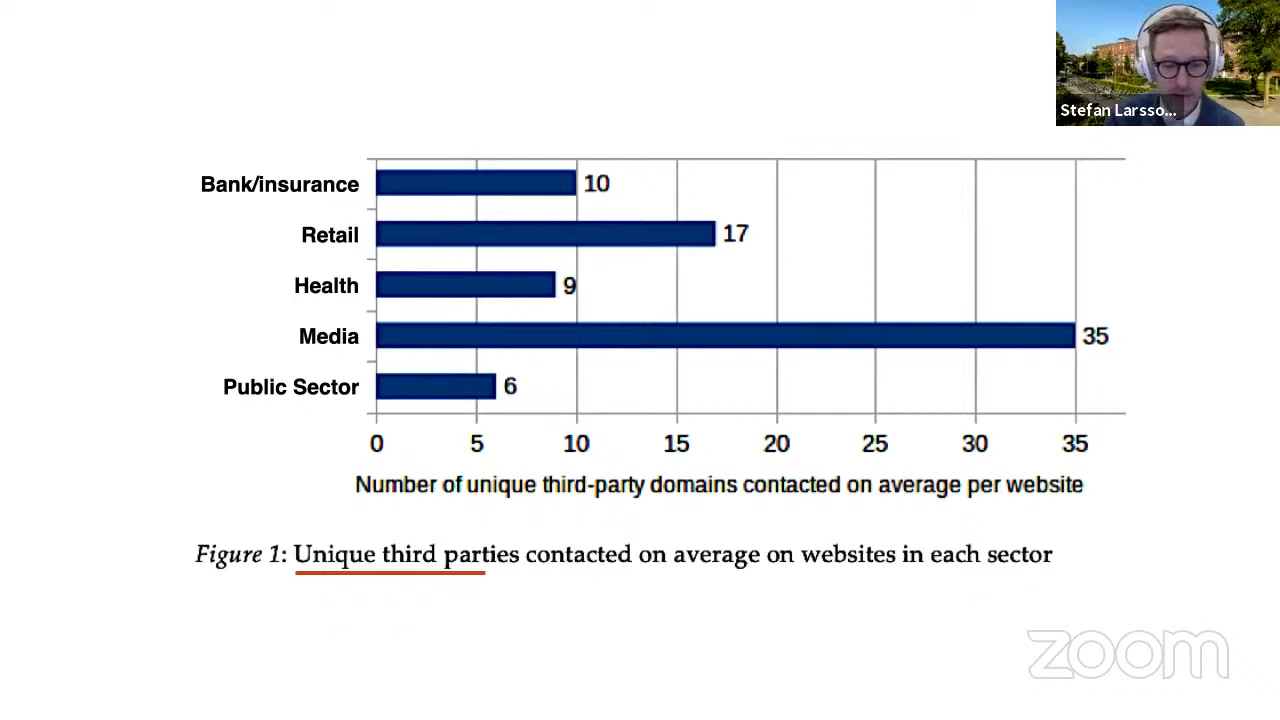 Stefan Larsso...
Bank/insurance 10
Retail 17
Health 9
Media 35
Public Sector 6
0 5 10 15 20 25 30 35
Number of unique third-party domains contacted on average per website
Figure 1: Unique third parties contacted on average on websites in each sector
zoom